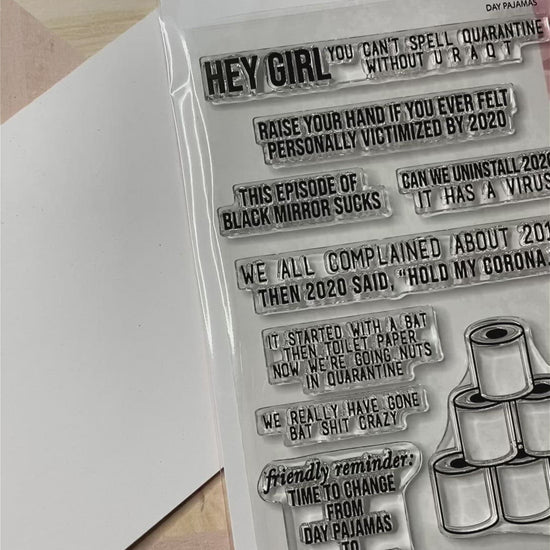 DAY PAJAMAS
HEY GIRL YOU CAN'T SPELL QUARANTINE
WITHOUT U R A Q T
RAISE YOUR HAND IF YOU EVER FELT
PERSONALLY VICTIMIZED BY 2020
THIS EPISODE OF
BLACK MIRROR SUCKS
CAN WE UNINSTALL 2020
IT HAS A VIRUS
WE ALL COMPLAINED ABOUT 201
THEN 2020 SAID, "HOLD MY CORONA
IT STARTED WITH A BAT
THEN TOILET PAPER
NOW WE'RE GOING NUTS
IN QUARANTINE
WE REALLY HAVE GONE
BAT SHIT CRAZY
friendly reminder:
TIME TO CHANGE
FROM
DAY PAJAMAS
TO